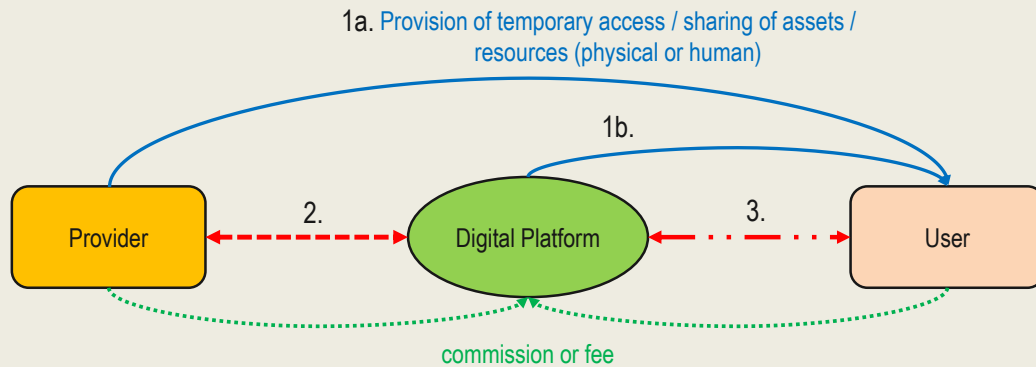 1a. Provision of temporary access / sharing of assets /
resources (physical or human)
1b.
2.
3.
Provider
Digital Platform
User
commission or fee